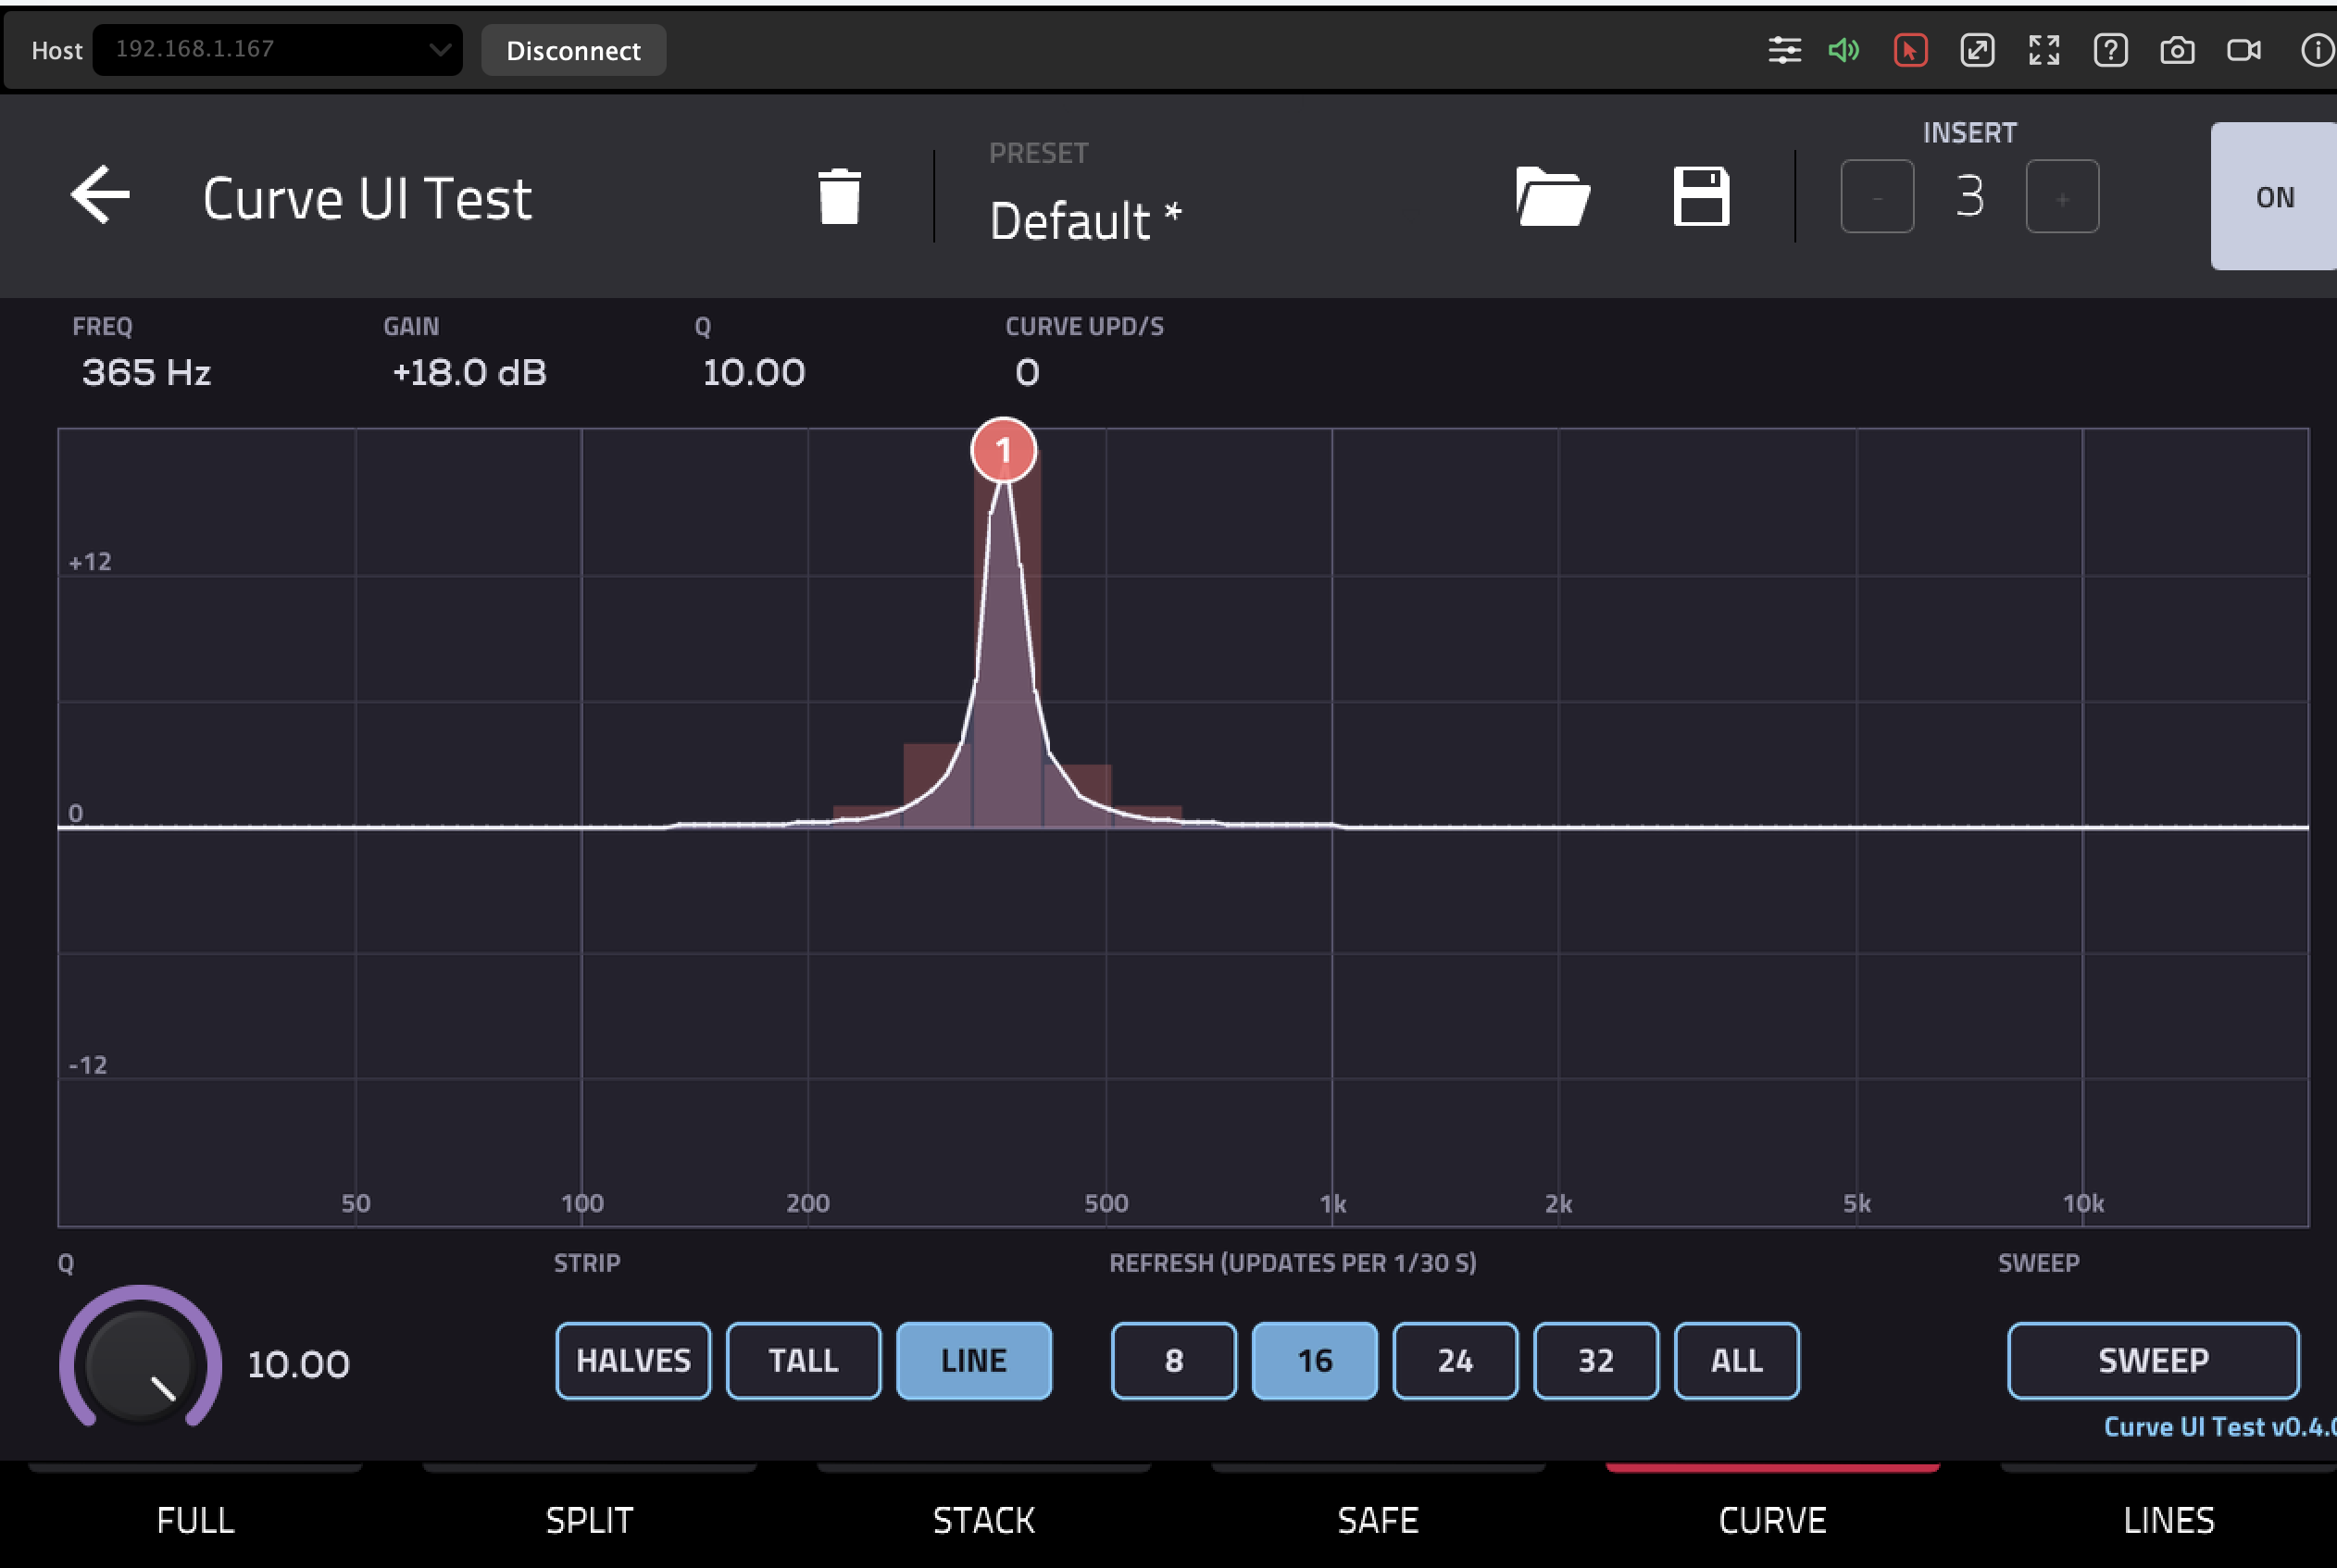 Host 192.168.1.167 Disconnect
INSERT
PRESET
Curve UI Test
Default *
- 3 +
ON
FREQ GAIN Q CURVE UPD/S
365 Hz +18.0 dB 10.00 0
1
+12
0
-12
50 100 200 500 1k 2k 5k 10k
Q STRIP REFRESH (UPDATES PER 1/30 S) SWEEP
10.00 HALVES TALL LINE 8 16 24 32 ALL SWEEP
Curve UI Test v0.4.0
FULL SPLIT STACK SAFE CURVE LINES